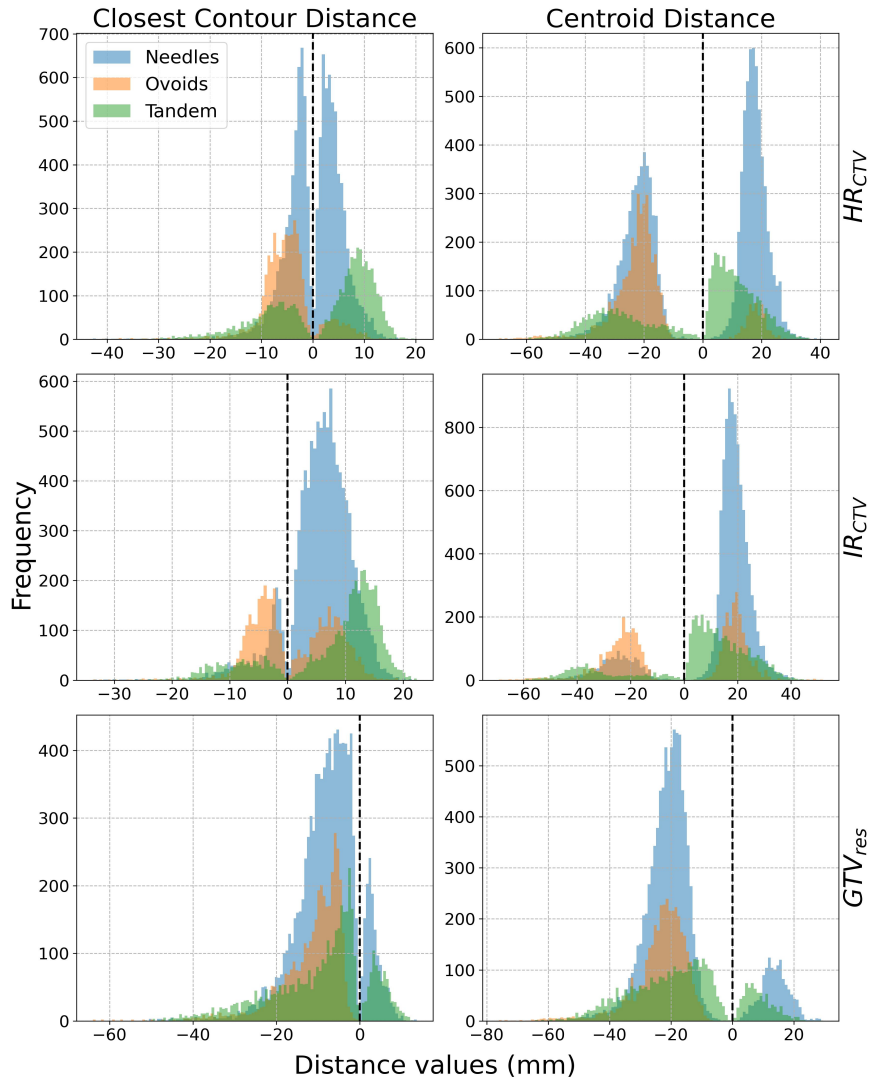 Closest Contour Distance
Centroid Distance
Needles
Ovoids
Tandem
700
600
500
400
300
200
100
0
−40 −30 −20 −10 0 10 20
600
500
400
300
200
100
0
−60 −40 −20 0 20 40
HR_CTV
Frequency
600
500
400
300
200
100
0
−30 −20 −10 0 10 20
800
600
400
200
0
−60 −40 −20 0 20 40
IR_CTV
400
300
200
100
0
−60 −40 −20 0
500
400
300
200
100
0
−80 −60 −40 −20 0 20
GTV_res
Distance values (mm)